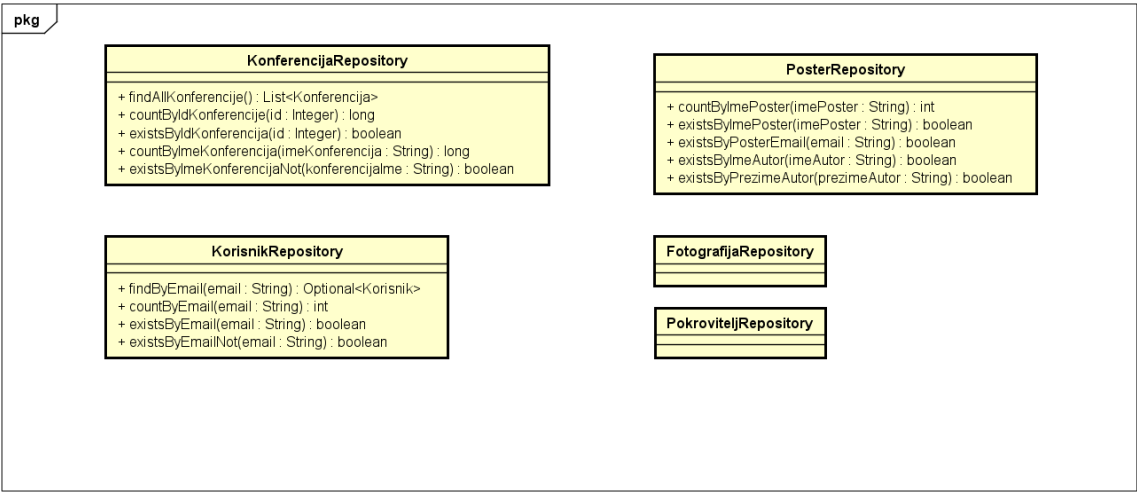 pkg
KonferencijaRepository
+ findAllKonferencije() : List<Konferencija>
+ countByIdKonferencije(id : Integer) : long
+ existsByIdKonferencija(id : Integer) : boolean
+ countByImeKonferencija(imeKonferencija : String) : long
+ existsByImeKonferencijaNot(konferencijaIme : String) : boolean
PosterRepository
+ countByImePoster(imePoster : String) : int
+ existsByImePoster(imePoster : String) : boolean
+ existsByPosterEmail(email : String) : boolean
+ existsByImeAutor(imeAutor : String) : boolean
+ existsByPrezimeAutor(prezimeAutor : String) : boolean
KorisnikRepository
+ findByEmail(email : String) : Optional<Korisnik>
+ countByEmail(email : String) : int
+ existsByEmail(email : String) : boolean
+ existsByEmailNot(email : String) : boolean
FotografijaRepository
PokroviteljRepository